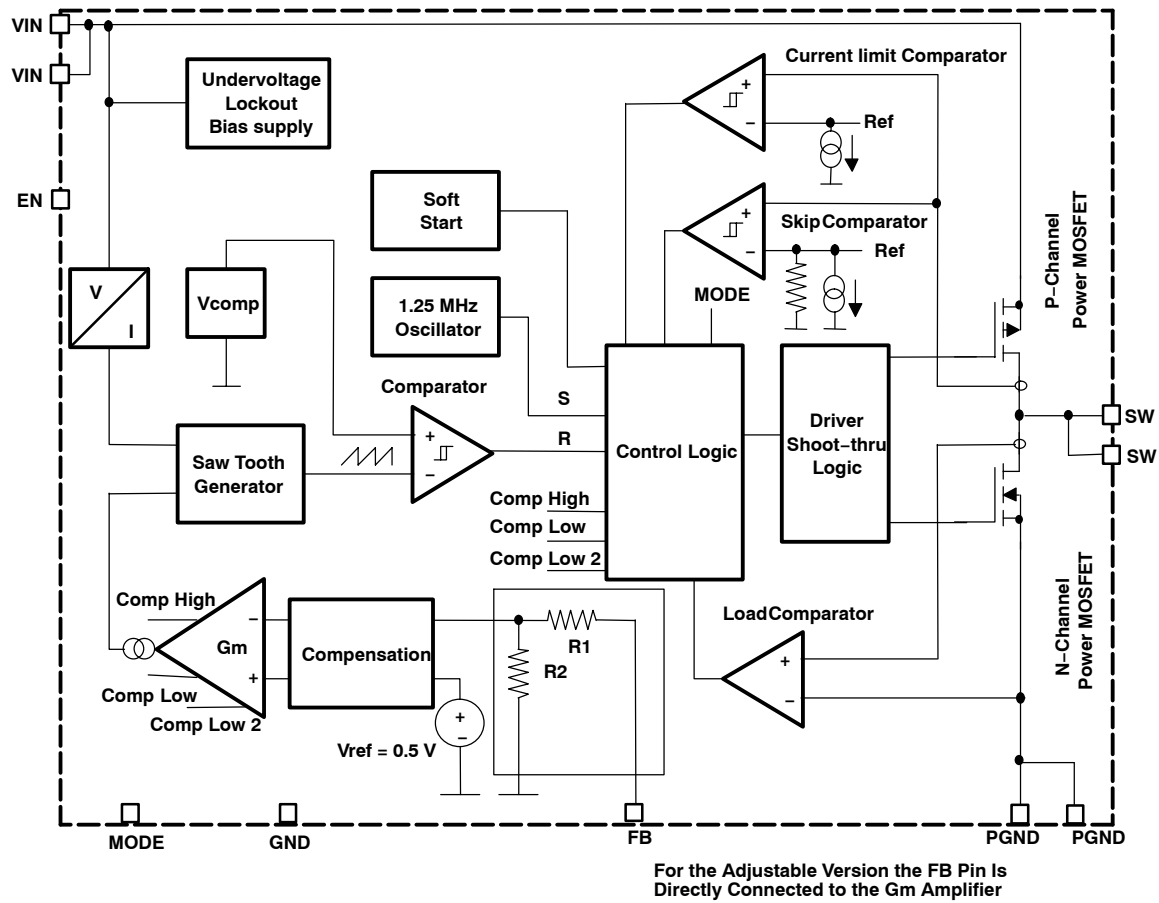 VIN
VIN
EN
Undervoltage
Lockout
Bias supply
Current limit Comparator
+
−
Ref
Soft
Start
+
−
Skip Comparator
Ref
P−Channel
Power MOSFET
V
I
Vcomp
1.25 MHz
Oscillator
MODE
Comparator
+
−
S
R
Control Logic
Driver
Shoot−thru
Logic
SW
SW
Saw Tooth
Generator
Comp High
Comp Low
Comp Low 2
Comp High
−
Gm
+
Comp Low
Comp Low 2
Compensation
R1
R2
+
−
Vref = 0.5 V
Load Comparator
+
−
N−Channel
Power MOSFET
MODE
GND
FB
PGND
PGND
For the Adjustable Version the FB Pin Is
Directly Connected to the Gm Amplifier